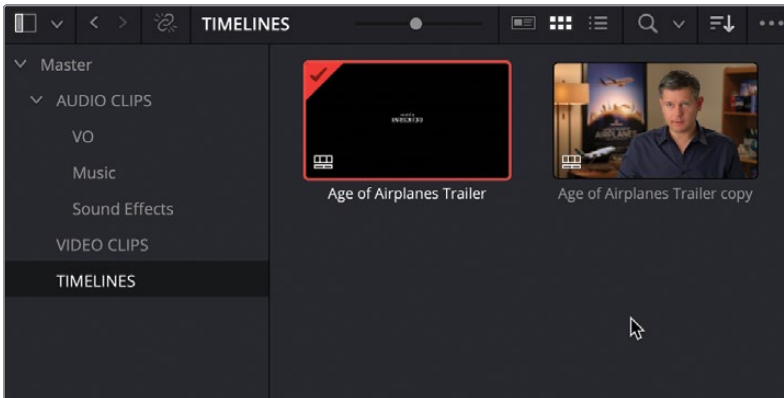 TIMELINES
Master
AUDIO CLIPS
VO
Music
Sound Effects
VIDEO CLIPS
TIMELINES
AIRPLANES
Age of Airplanes Trailer
Age of Airplanes Trailer copy